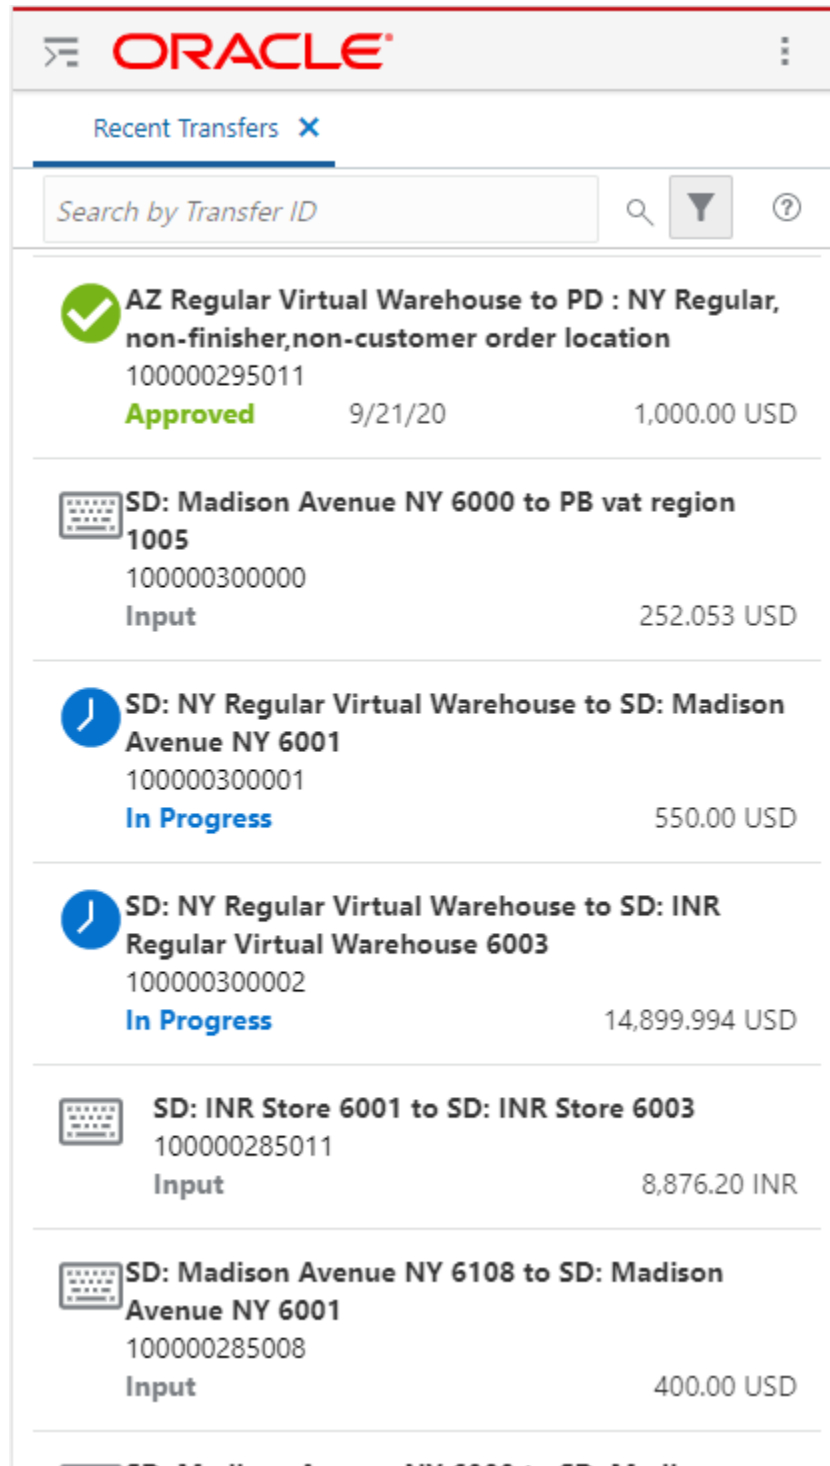 ORACLE
Recent Transfers
Search by Transfer ID
AZ Regular Virtual Warehouse to PD : NY Regular,
non-finisher,non-customer order location
100000295011
Approved 9/21/20 1,000.00 USD
SD: Madison Avenue NY 6000 to PB vat region
1005
100000300000
Input 252.053 USD
SD: NY Regular Virtual Warehouse to SD: Madison
Avenue NY 6001
100000300001
In Progress 550.00 USD
SD: NY Regular Virtual Warehouse to SD: INR
Regular Virtual Warehouse 6003
100000300002
In Progress 14,899.994 USD
SD: INR Store 6001 to SD: INR Store 6003
100000285011
Input 8,876.20 INR
SD: Madison Avenue NY 6108 to SD: Madison
Avenue NY 6001
100000285008
Input 400.00 USD